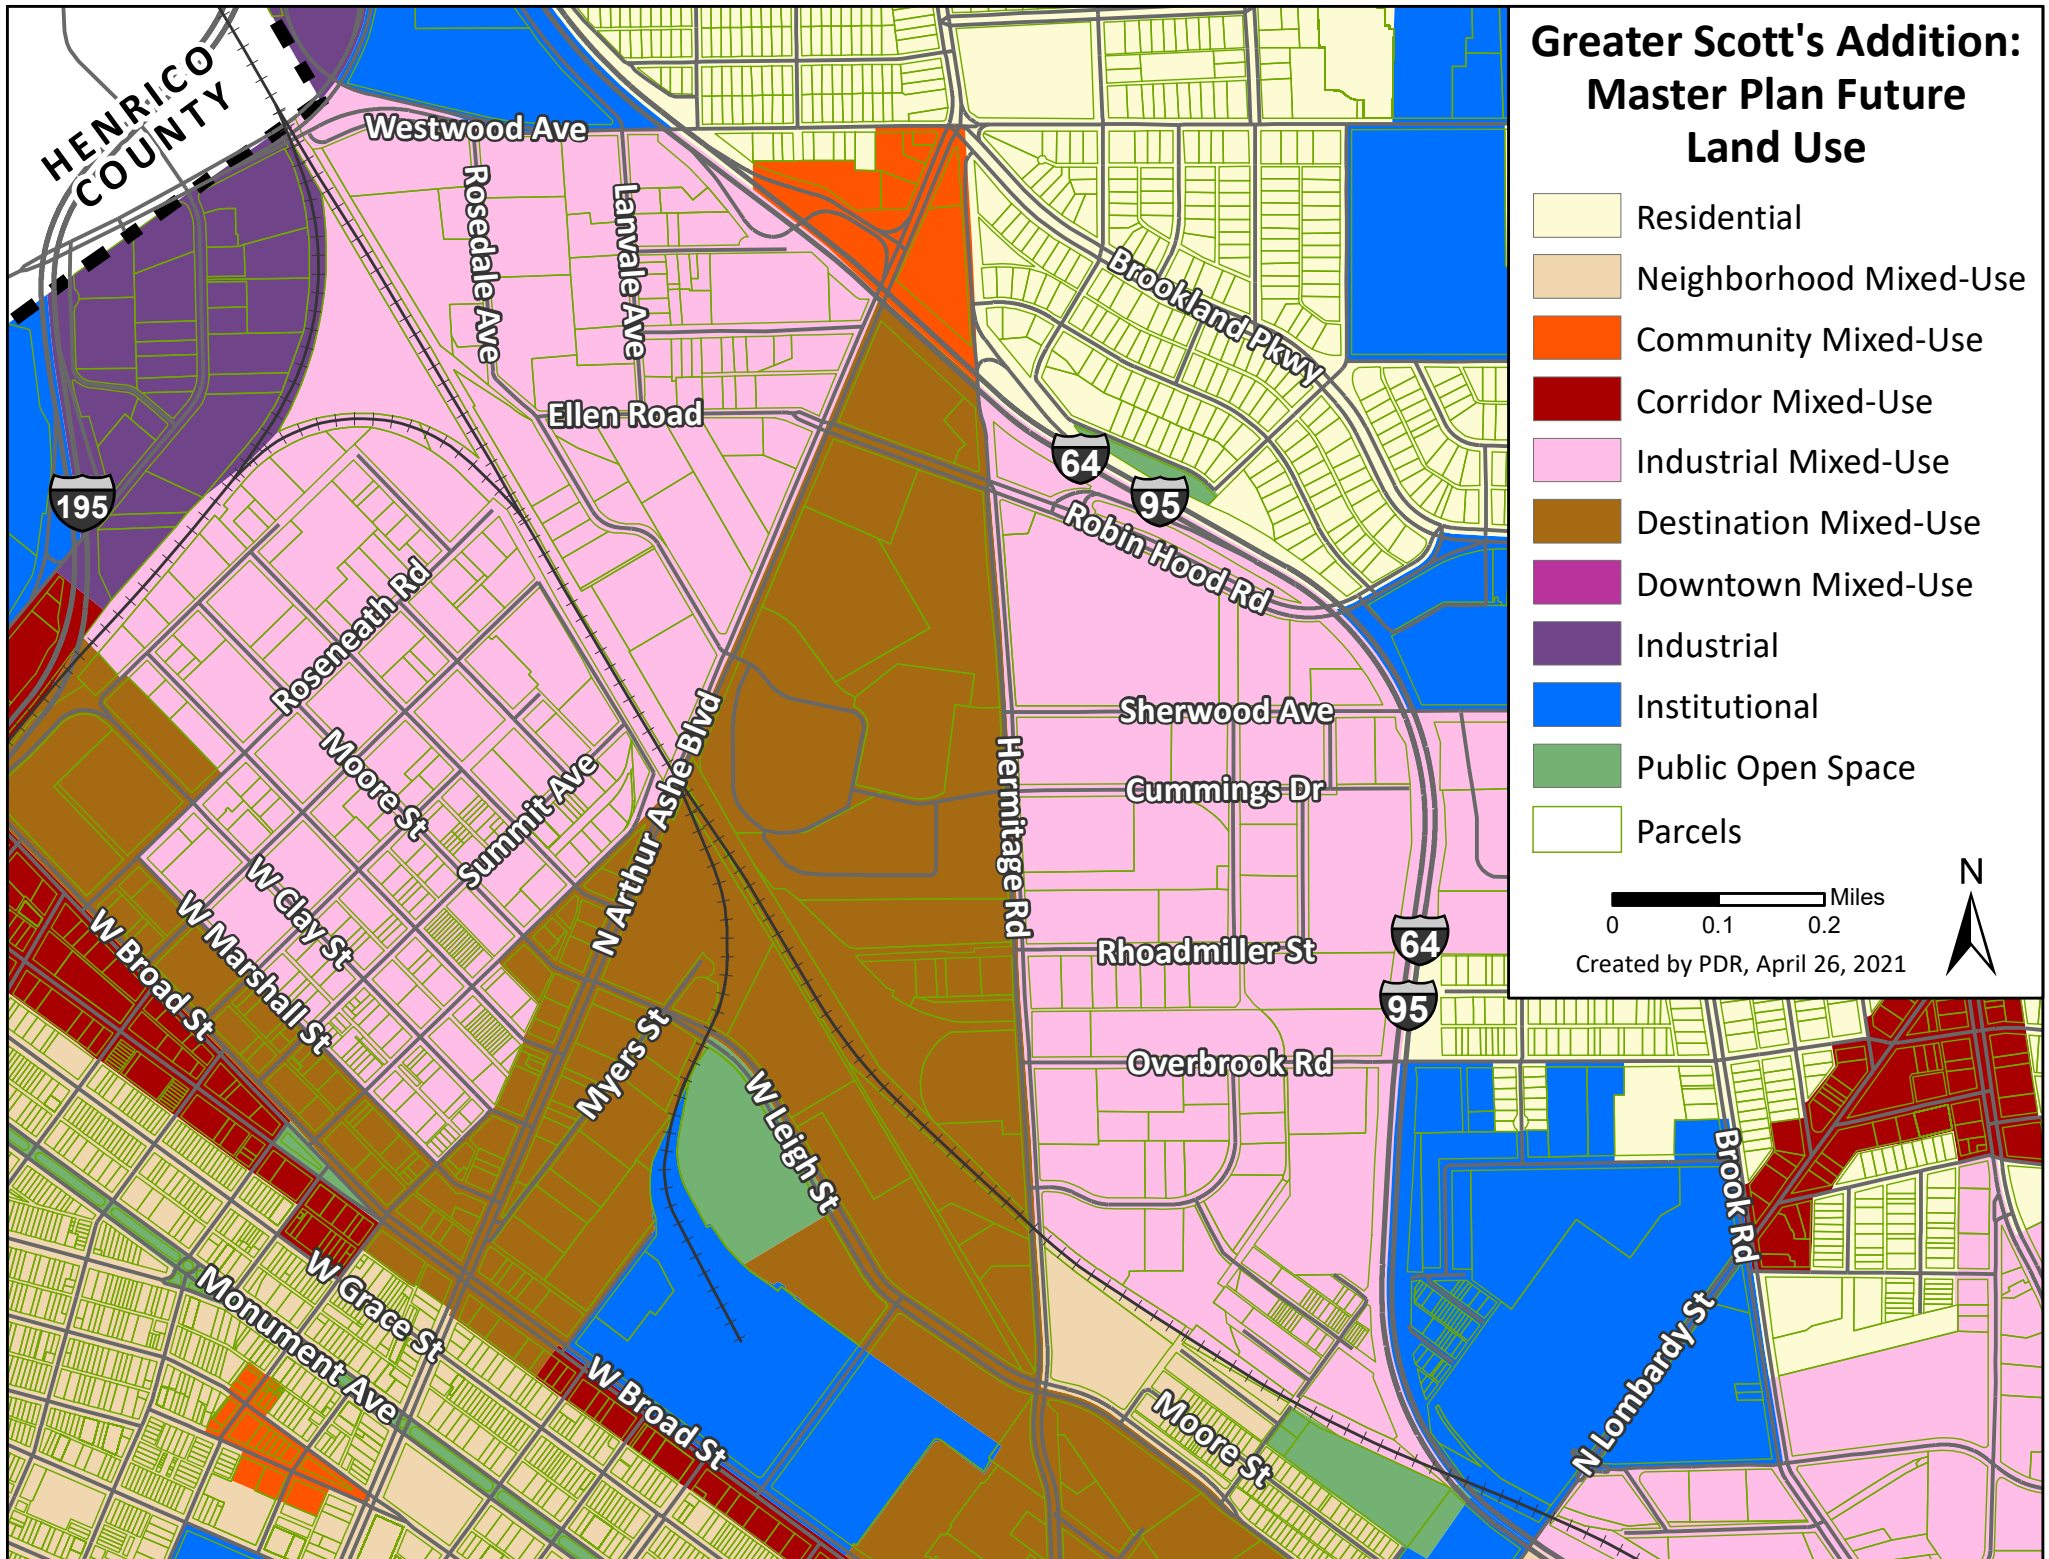 Greater Scott's Addition:
Master Plan Future
Land Use
Residential
Neighborhood Mixed-Use
Community Mixed-Use
Corridor Mixed-Use
Industrial Mixed-Use
Destination Mixed-Use
Downtown Mixed-Use
Industrial
Institutional
Public Open Space
Parcels
N
Miles
0 0.1 0.2
Created by PDR, April 26, 2021
HENRICO
COUNTY
Westwood Ave
Rosedale Ave
Lanvale Ave
Brookland Pkwy
Ellen Road
64
95
195
Robin Hood Rd
Roseneath Rd
Sherwood Ave
N Arthur Ashe Blvd
Moore St
Summit Ave
Hermitage Rd
Cummings Dr
W Clay St
W Marshall St
W Broad St
Rhoadmiller St
64
95
Myers St
Overbrook Rd
W Leigh St
Brook Rd
W Grace St
Monument Ave
W Broad St
Moore St
N Lombardy St